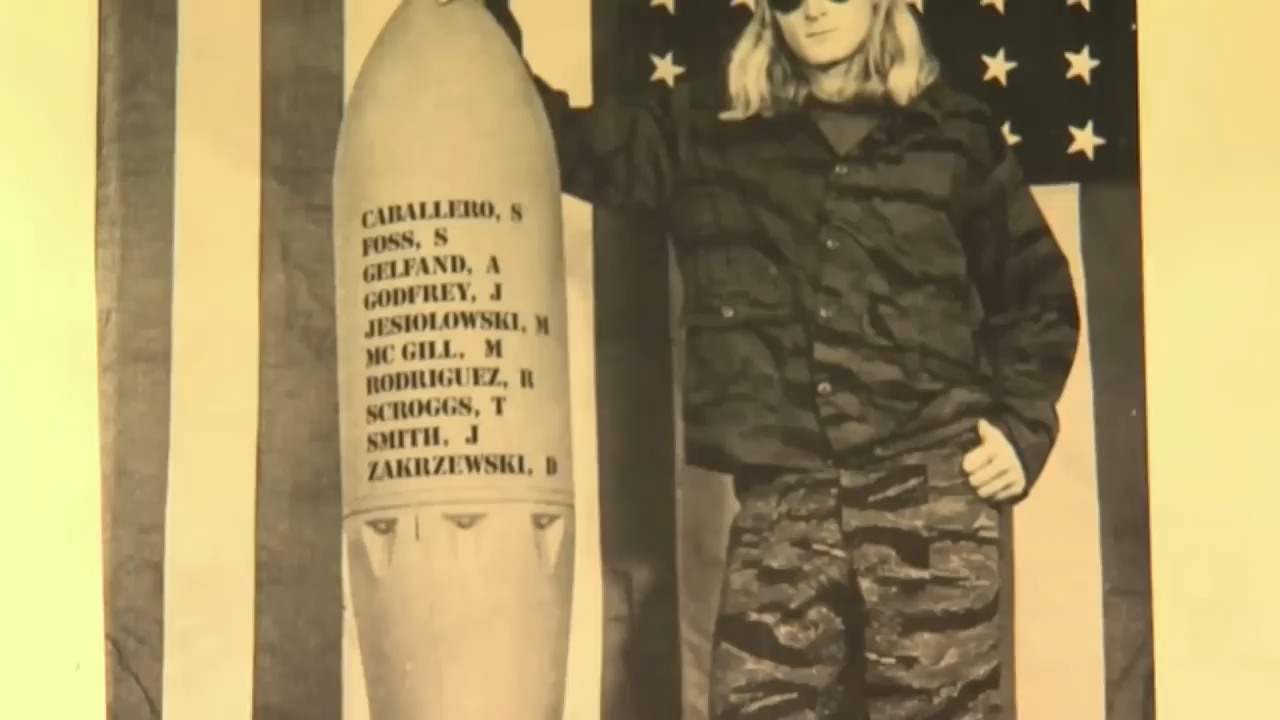 CABALLERO, S
FOSS, S
GELFAND, A
GODFREY, J
JESIOLOWSKI, M
MC GILL, M
RODRIGUEZ, R
SCROGGS, T
SMITH, J
ZAKRZEWSKI, D